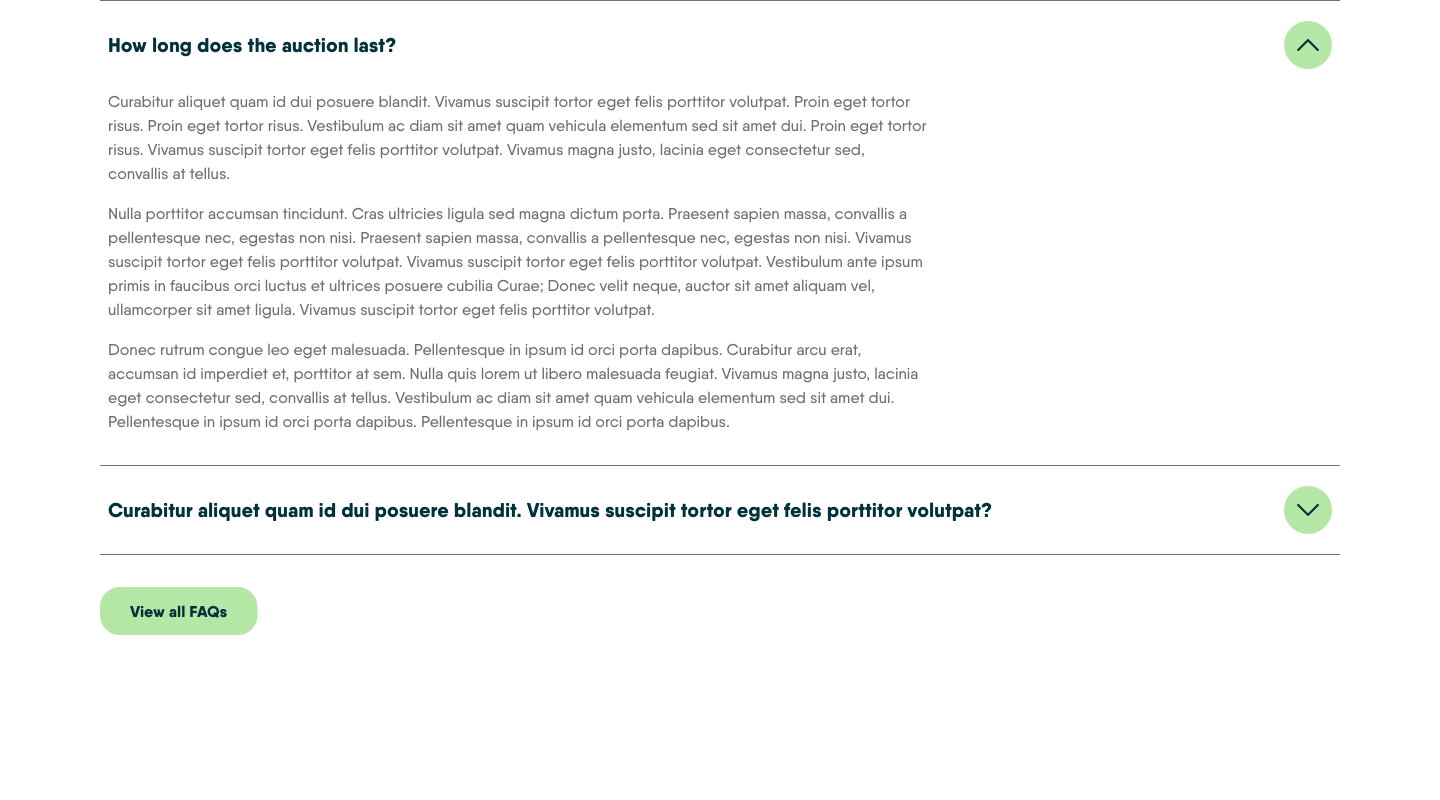 How long does the auction last?
Curabitur aliquet quam id dui posuere blandit. Vivamus suscipit tortor eget felis porttitor volutpat. Proin eget tortor
risus. Proin eget tortor risus. Vestibulum ac diam sit amet quam vehicula elementum sed sit amet dui. Proin eget tortor
risus. Vivamus suscipit tortor eget felis porttitor volutpat. Vivamus magna justo, lacinia eget consectetur sed,
convallis at tellus.
Nulla porttitor accumsan tincidunt. Cras ultricies ligula sed magna dictum porta. Praesent sapien massa, convallis a
pellentesque nec, egestas non nisi. Praesent sapien massa, convallis a pellentesque nec, egestas non nisi. Vivamus
suscipit tortor eget felis porttitor volutpat. Vivamus suscipit tortor eget felis porttitor volutpat. Vestibulum ante ipsum
primis in faucibus orci luctus et ultrices posuere cubilia Curae; Donec velit neque, auctor sit amet aliquam vel,
ullamcorper sit amet ligula. Vivamus suscipit tortor eget felis porttitor volutpat.
Donec rutrum congue leo eget malesuada. Pellentesque in ipsum id orci porta dapibus. Curabitur arcu erat,
accumsan id imperdiet et, porttitor at sem. Nulla quis lorem ut libero malesuada feugiat. Vivamus magna justo, lacinia
eget consectetur sed, convallis at tellus. Vestibulum ac diam sit amet quam vehicula elementum sed sit amet dui.
Pellentesque in ipsum id orci porta dapibus. Pellentesque in ipsum id orci porta dapibus.
Curabitur aliquet quam id dui posuere blandit. Vivamus suscipit tortor eget felis porttitor volutpat?
View all FAQs